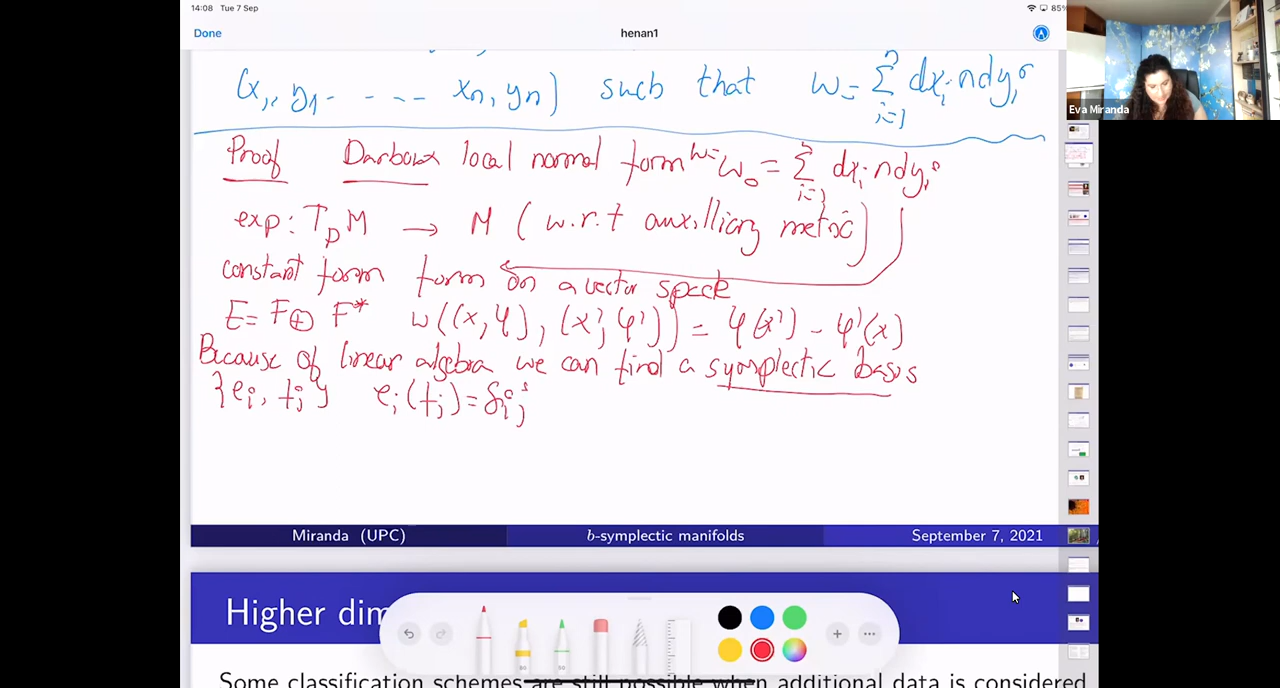 14:08 Tue 7 Sep
85%
Done
henan1
Eva Miranda
(x1, y1 - - - - - xn, yn) such that ω = Σ_{i=1}^n dxi ∧ dyi
Proof Darboux local normal form ω = ω0 = Σ_{i=1}^n dxi ∧ dyi
exp: TpM → M (w.r.t auxilliary metric)
constant form form on a vector space
E = F ⊕ F* ω((x, φ), (x', φ')) = φ(x') - φ'(x)
Because of linear algebra we can find a symplectic basis
{ei, fi} ei(fj) = δij
Miranda (UPC) b-symplectic manifolds September 7, 2021
Higher dim
Some classification schemes are still possible when additional data is considered